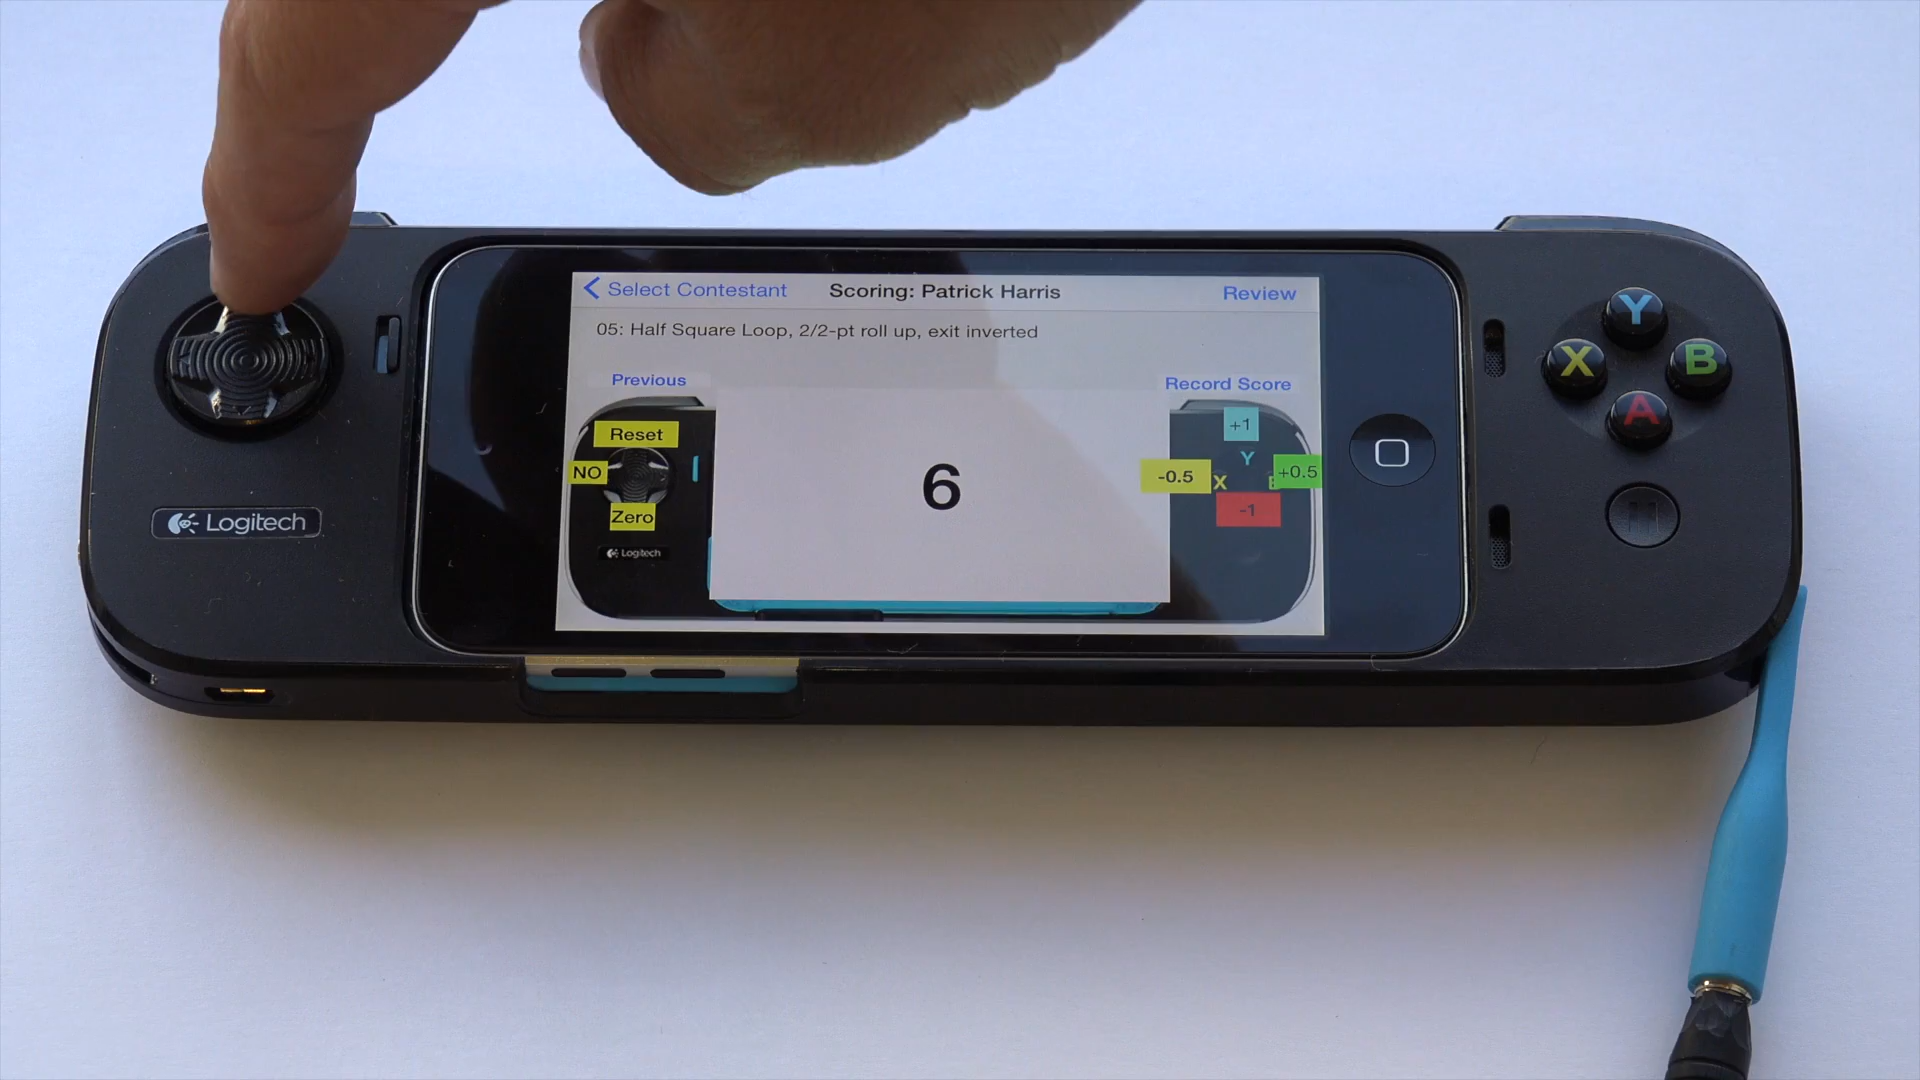 Select Contestant
Scoring: Patrick Harris
Review
05: Half Square Loop, 2/2-pt roll up, exit inverted
Previous
Record Score
Reset
NO
Zero
Logitech
6
+1
Y
-0.5
X
+0.5
-1
Logitech
Y
X
B
A